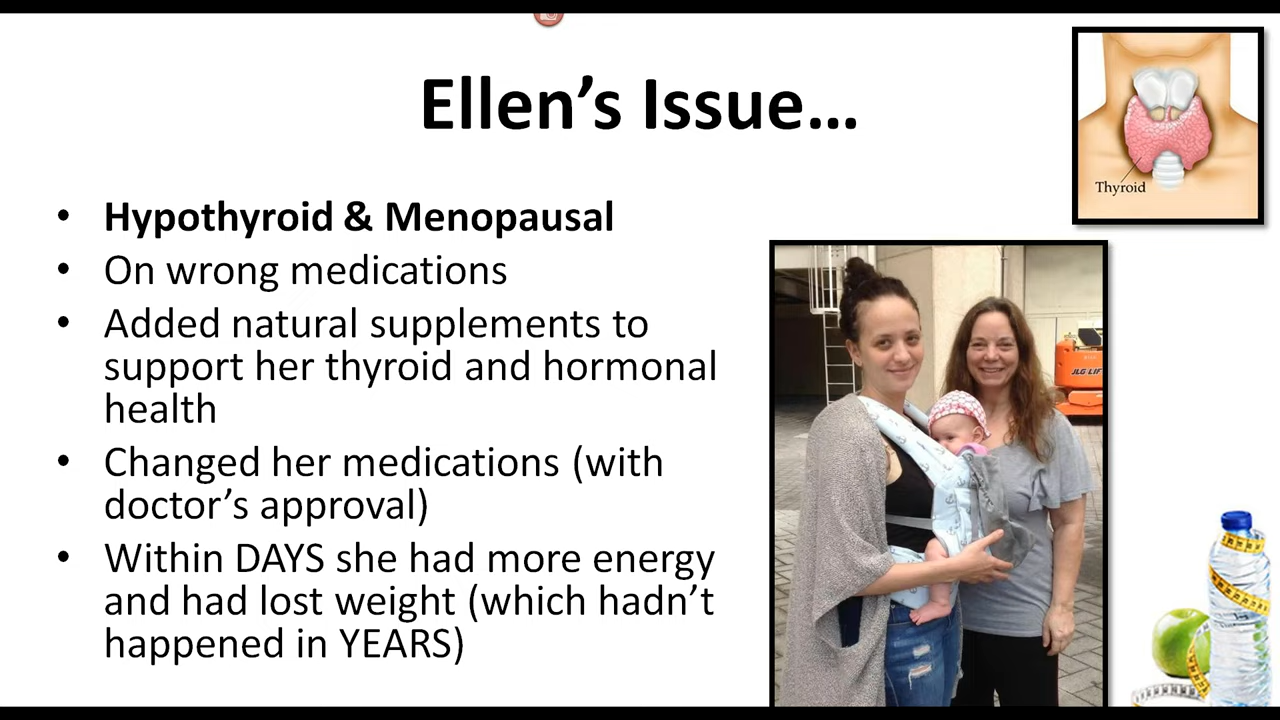 Ellen’s Issue…
Thyroid
• Hypothyroid & Menopausal
• On wrong medications
• Added natural supplements to
support her thyroid and hormonal
health
• Changed her medications (with
doctor’s approval)
• Within DAYS she had more energy
and had lost weight (which hadn’t
happened in YEARS)
JLG LIF